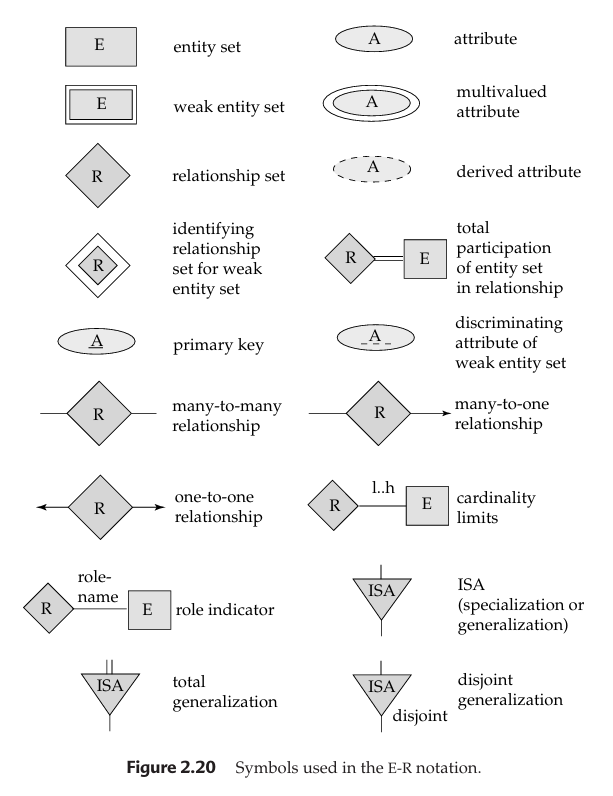 E
entity set
A
attribute
E
weak entity set
A
multivalued
attribute
R
relationship set
A
derived attribute
R
identifying
relationship
set for weak
entity set
R
E
total
participation
of entity set
in relationship
A
primary key
A
discriminating
attribute of
weak entity set
R
many-to-many
relationship
R
many-to-one
relationship
R
one-to-one
relationship
R
l..h
E
cardinality
limits
R
role-
name
E
role indicator
ISA
ISA
(specialization or
generalization)
ISA
total
generalization
ISA
disjoint
disjoint
generalization
Figure 2.20 Symbols used in the E-R notation.